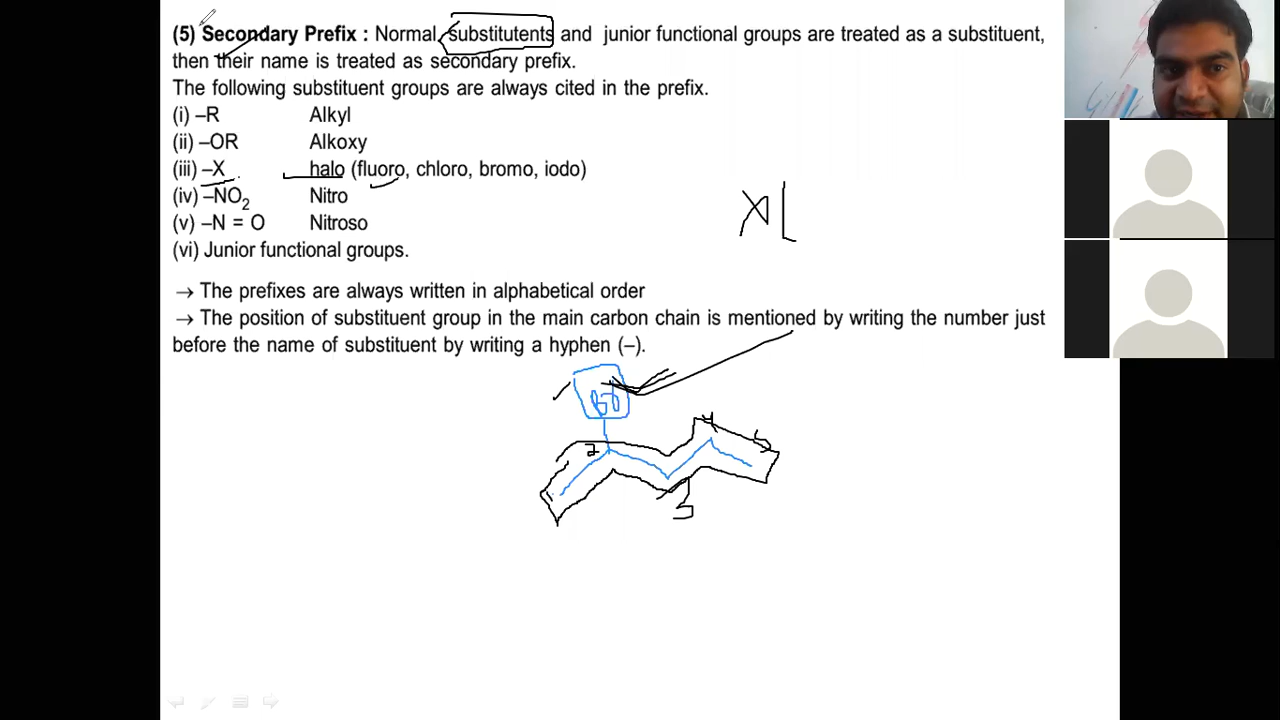 (5) Secondary Prefix : Normal substitutents and junior functional groups are treated as a substituent,
then their name is treated as secondary prefix.
The following substituent groups are always cited in the prefix.
(i) –R Alkyl
(ii) –OR Alkoxy
(iii) –X halo (fluoro, chloro, bromo, iodo)
(iv) –NO₂ Nitro
(v) –N = O Nitroso
(vi) Junior functional groups.
→ The prefixes are always written in alphabetical order
→ The position of substituent group in the main carbon chain is mentioned by writing the number just
before the name of substituent by writing a hyphen (–).
2 4 5
3